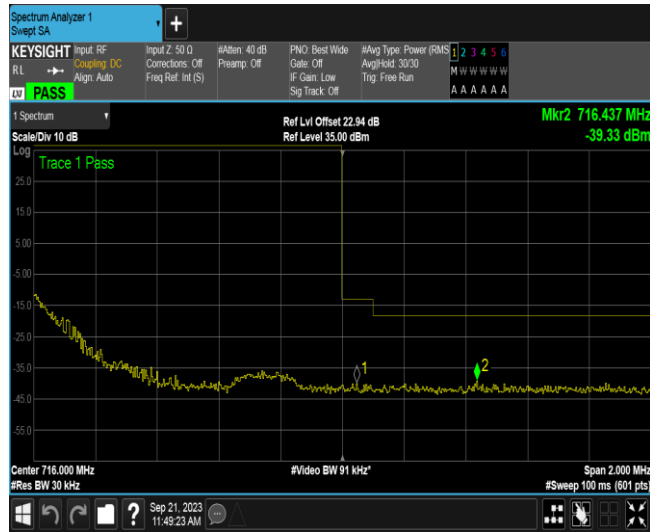 Spectrum Analyzer 1
Swept SA
+
KEYSIGHT
RL
LXI PASS
Input: RF
Coupling: DC
Align: Auto
Input Z: 50 Ω
Corrections: Off
Freq Ref: Int (S)
#Atten: 40 dB
Preamp: Off
PNO: Best Wide
Gate: Off
IF Gain: Low
Sig Track: Off
#Avg Type: Power (RMS
Avg|Hold: 30/30
Trig: Free Run
1 2 3 4 5 6
M W W W W W
A A A A A A
1 Spectrum
Scale/Div 10 dB
Ref Lvl Offset 22.94 dB
Ref Level 35.00 dBm
Mkr2 716.437 MHz
-39.33 dBm
Log
Trace 1 Pass
25.0
15.0
5.00
-5.00
-15.0
-25.0
-35.0
-45.0
-55.0
1
2
Center 716.000 MHz
#Res BW 30 kHz
#Video BW 91 kHz*
Span 2.000 MHz
#Sweep 100 ms (601 pts)
?
Sep 21, 2023
11:49:23 AM